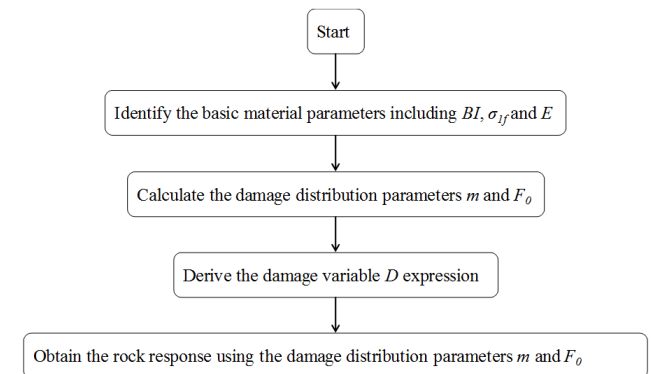 Start
Identify the basic material parameters including BI, σ1f and E
Calculate the damage distribution parameters m and F0
Derive the damage variable D expression
Obtain the rock response using the damage distribution parameters m and F0